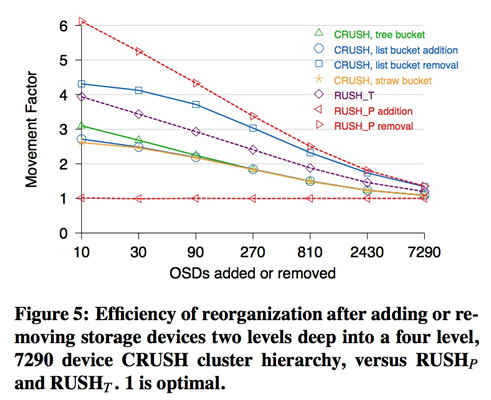 Movement Factor
6
5
4
3
2
1
0
CRUSH, tree bucket
CRUSH, list bucket addition
CRUSH, list bucket removal
CRUSH, straw bucket
RUSH_T
RUSH_P addition
RUSH_P removal
10 30 90 270 810 2430 7290
OSDs added or removed
Figure 5: Efficiency of reorganization after adding or re-
moving storage devices two levels deep into a four level,
7290 device CRUSH cluster hierarchy, versus RUSHP
and RUSHT. 1 is optimal.